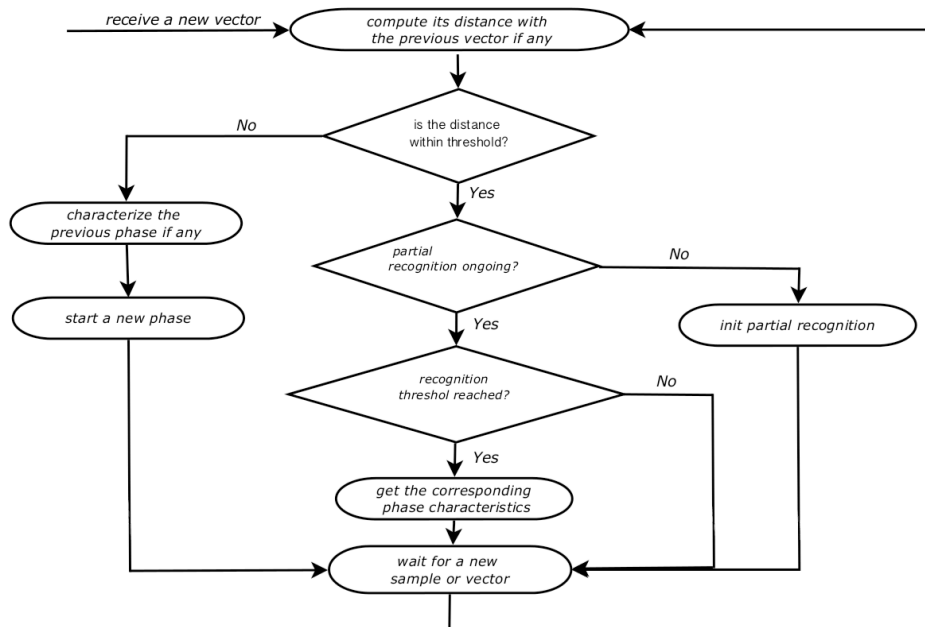 receive a new vector
compute its distance with
the previous vector if any
is the distance
within threshold?
No
Yes
characterize the
previous phase if any
partial
recognition ongoing?
No
start a new phase
Yes
init partial recognition
recognition
threshol reached?
No
Yes
get the corresponding
phase characteristics
wait for a new
sample or vector